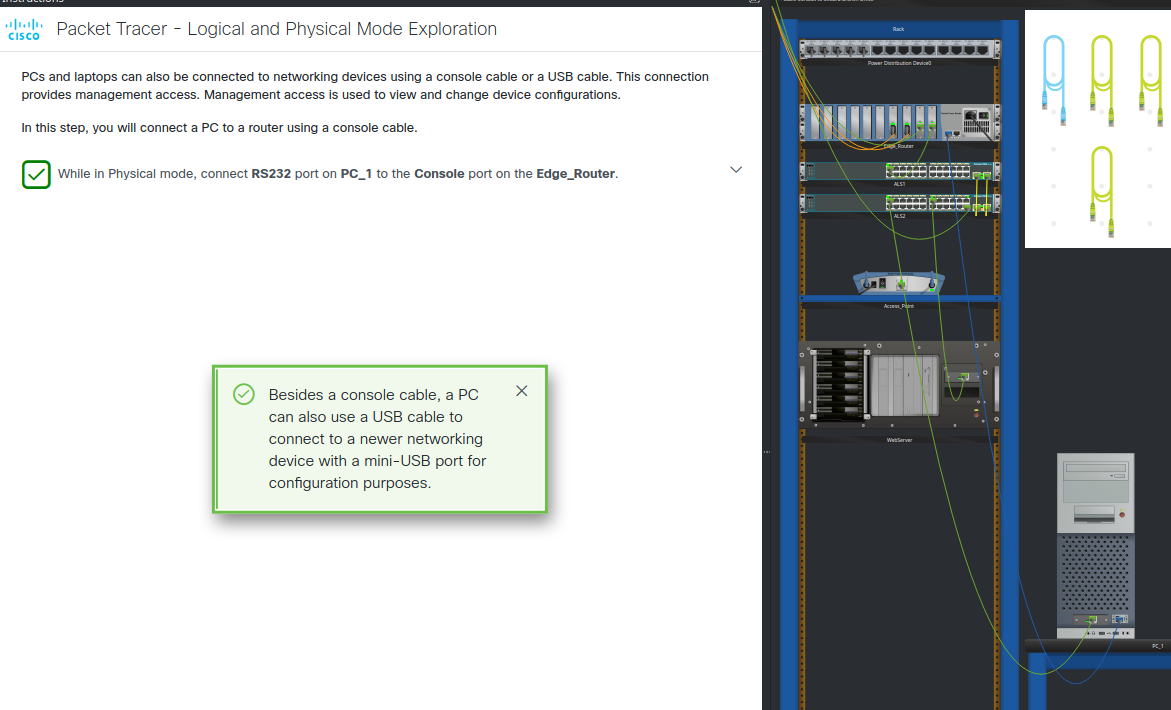 Instructions
CISCO
Packet Tracer - Logical and Physical Mode Exploration
PCs and laptops can also be connected to networking devices using a console cable or a USB cable. This connection
provides management access. Management access is used to view and change device configurations.
In this step, you will connect a PC to a router using a console cable.
While in Physical mode, connect RS232 port on PC_1 to the Console port on the Edge_Router.
Besides a console cable, a PC
can also use a USB cable to
connect to a newer networking
device with a mini-USB port for
configuration purposes.
Rack
Power Distribution Device0
Edge_Router
ALS1
ALS2
Access_Point
WebServer
PC_1